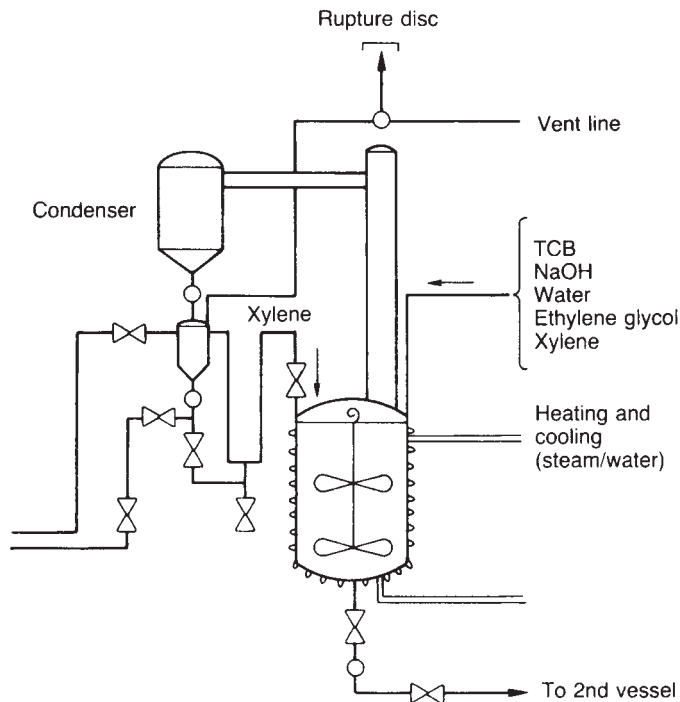 Rupture disc
Vent line
Condenser
TCB
NaOH
Water
Ethylene glycol
Xylene
Xylene
Heating and
cooling
(steam/water)
To 2nd vessel